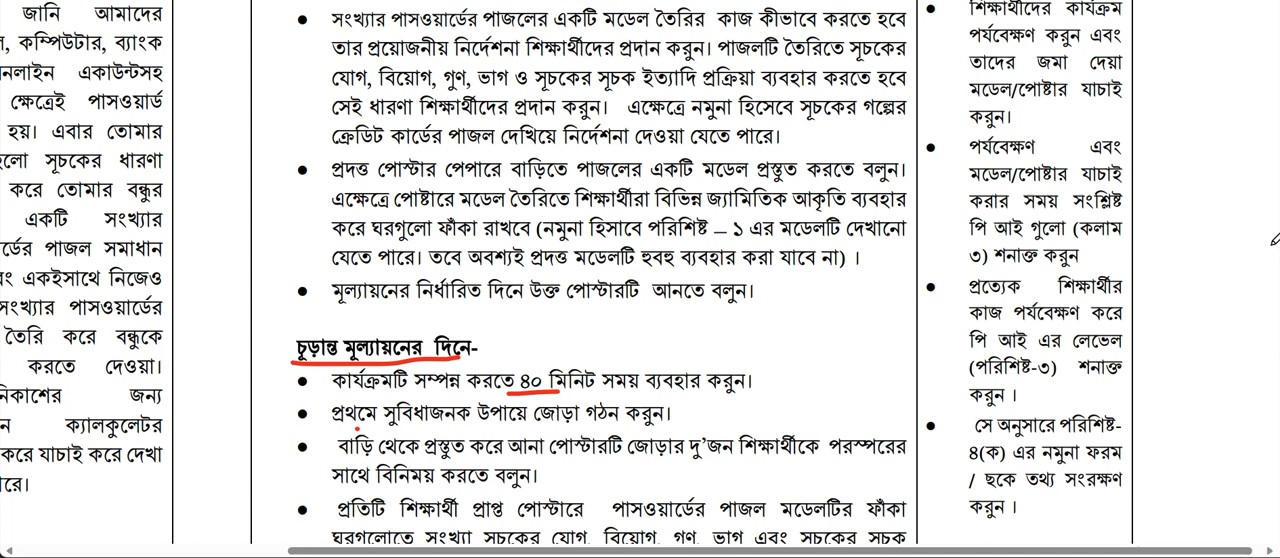 জানি আমাদের
কম্পিউটার, ব্যাংক
একাউন্টসহ
ক্ষেত্রেই পাসওয়ার্ড
হয়। এবার তোমার
সূচকের ধারণা
করে তোমার বন্ধুর
একটি সংখ্যার
পাজল সমাধান
একইসাথে নিজেও
সংখ্যার পাসওয়ার্ডের
তৈরি করে বন্ধুকে
করতে দেওয়া।
জন্য
ক্যালকুলেটর
করে যাচাই করে দেখা
সংখ্যার পাসওয়ার্ডের পাজলের একটি মডেল তৈরির কাজ কীভাবে করতে হবে
তার প্রয়োজনীয় নির্দেশনা শিক্ষার্থীদের প্রদান করুন। পাজলটি তৈরিতে সূচকের
যোগ, বিয়োগ, গুণ, ভাগ ও সূচকের সূচক ইত্যাদি প্রক্রিয়া ব্যবহার করতে হবে
সেই ধারণা শিক্ষার্থীদের প্রদান করুন। এক্ষেত্রে নমুনা হিসেবে সূচকের গল্পের
ক্রেডিট কার্ডের পাজল দেখিয়ে নির্দেশনা দেওয়া যেতে পারে।
প্রদত্ত পোস্টার পেপারে বাড়িতে পাজলের একটি মডেল প্রস্তুত করতে বলুন।
এক্ষেত্রে পোষ্টারে মডেল তৈরিতে শিক্ষার্থীরা বিভিন্ন জ্যামিতিক আকৃতি ব্যবহার
করে ঘরগুলো ফাঁকা রাখবে (নমুনা হিসাবে পরিশিষ্ট – ১ এর মডেলটি দেখানো
যেতে পারে। তবে অবশ্যই প্রদত্ত মডেলটি হুবহু ব্যবহার করা যাবে না) ।
মূল্যায়নের নির্ধারিত দিনে উক্ত পোস্টারটি আনতে বলুন।
চূড়ান্ত মূল্যায়নের দিনে-
কার্যক্রমটি সম্পন্ন করতে ৪০ মিনিট সময় ব্যবহার করুন।
প্রথমে সুবিধাজনক উপায়ে জোড়া গঠন করুন।
বাড়ি থেকে প্রস্তুত করে আনা পোস্টারটি জোড়ার দু'জন শিক্ষার্থীকে পরস্পরের
সাথে বিনিময় করতে বলুন।
প্রতিটি শিক্ষার্থী প্রাপ্ত পোস্টারে পাসওয়ার্ডের পাজল মডেলটির ফাঁকা
ঘরগুলোতে সংখ্যা সূচকের যোগ, বিয়োগ, গুণ, ভাগ এবং সূচকের সূচক
শিক্ষার্থীদের কার্যক্রম
পর্যবেক্ষণ করুন এবং
তাদের জমা দেয়া
মডেল/পোষ্টার যাচাই
করুন।
পর্যবেক্ষণ এবং
মডেল/পোষ্টার যাচাই
করার সময় সংশ্লিষ্ট
পি আই গুলো (কলাম
৩) শনাক্ত করুন
প্রত্যেক শিক্ষার্থীর
কাজ পর্যবেক্ষণ করে
পি আই এর লেভেল
(পরিশিষ্ট-৩) শনাক্ত
করুন ।
সে অনুসারে পরিশিষ্ট-
৪(ক) এর নমুনা ফরম
/ ছকে তথ্য সংরক্ষণ
করুন ।